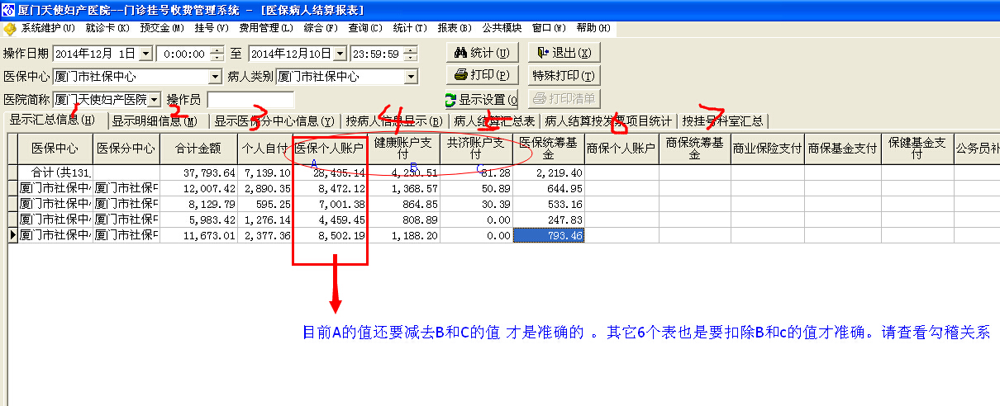 厦门天使妇产医院--门诊挂号收费管理系统 - [医保病人结算报表]
系统维护(U) 就诊卡(K) 预交金(M) 挂号(V) 费用管理(L) 综合(F) 查询(C) 统计(T) 报表(B) 公共模块 窗口(W) 帮助(H)
操作日期 2014年12月 1日 0:00:00 至 2014年12月10日 23:59:59 统计(U) 退出(X)
医保中心 厦门市社保中心 病人类别 厦门市社保中心 打印(P) 特殊打印(T)
医院简称 厦门天使妇产医院 操作员 显示设置(O 打印清单
1 2 3 4 5 6 7
显示汇总信息(H) 显示明细信息(M) 显示医保分中心信息(Y) 按病人信息显示(B) 病人结算汇总表 病人结算按发票项目统计 按挂号科室汇总
医保中心 医保分中心 合计金额 个人自付 医保个人账户 健康账户支付 共济账户支付 医保统筹基金 商保个人账户 商保统筹基金 商业保险支付 商保基金支付 保健基金支付 公务员补
A B C
合计(共131 37,793.64 7,139.10 28,435.14 4,230.51 81.28 2,219.40
厦门市社保中 厦门市社保 12,007.42 2,890.35 8,472.12 1,368.57 50.89 644.95
厦门市社保中 厦门市社保 8,129.79 595.25 7,001.38 864.85 30.39 533.16
厦门市社保中 厦门市社保 5,983.42 1,276.14 4,459.45 808.89 0.00 247.83
厦门市社保中 厦门市社保 11,673.01 2,377.36 8,502.19 1,188.20 0.00 793.46
目前A的值还要减去B和C的值 才是准确的 。其它6个表也是要扣除B和c的值才准确。请查看勾稽关系